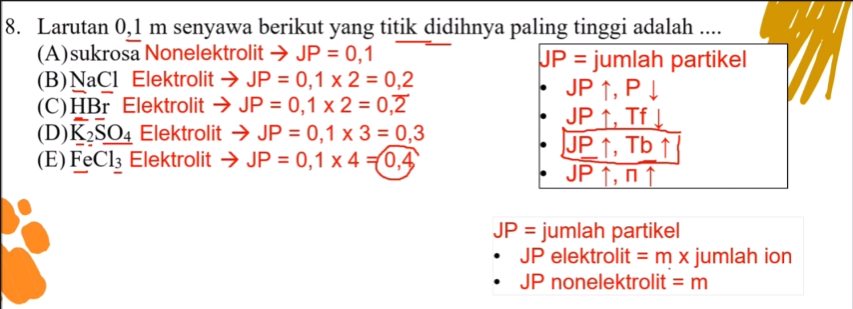 8. Larutan 0,1 m senyawa berikut yang titik didihnya paling tinggi adalah ....
(A) sukrosa Nonelektrolit → JP = 0,1
(B) NaCl Elektrolit → JP = 0,1 x 2 = 0,2
(C) HBr Elektrolit → JP = 0,1 x 2 = 0,2
(D) K₂SO₄ Elektrolit → JP = 0,1 x 3 = 0,3
(E) FeCl₃ Elektrolit → JP = 0,1 x 4 = 0,4
JP = jumlah partikel
• JP ↑, P ↓
• JP ↑, Tf ↓
• JP ↑, Tb ↑
• JP ↑, π ↑
JP = jumlah partikel
• JP elektrolit = m x jumlah ion
• JP nonelektrolit = m